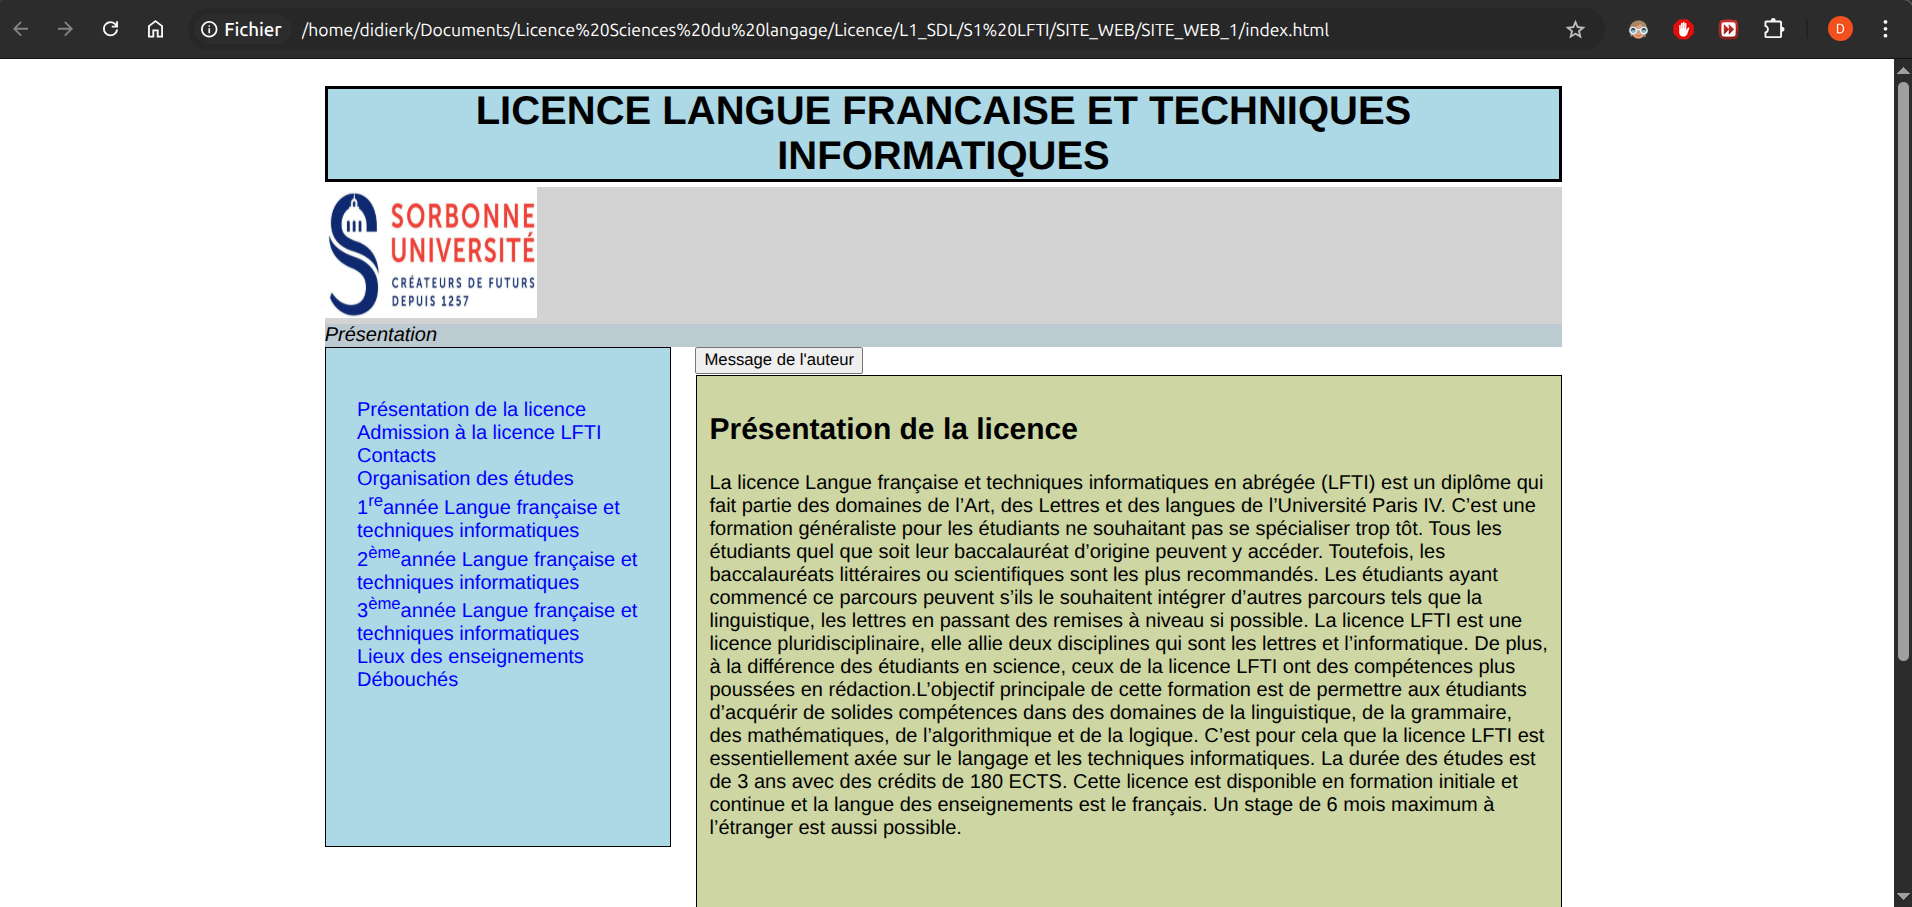 Fichier /home/didierk/Documents/Licence%20Sciences%20du%20langage/Licence/L1_SDL/S1%20LFTI/SITE_WEB/SITE_WEB_1/index.html
D
LICENCE LANGUE FRANCAISE ET TECHNIQUES
INFORMATIQUES
SORBONNE
UNIVERSITÉ
CRÉATEURS DE FUTURS
DEPUIS 1257
Présentation
Présentation de la licence
Admission à la licence LFTI
Contacts
Organisation des études
1reannée Langue française et
techniques informatiques
2èmeannée Langue française et
techniques informatiques
3èmeannée Langue française et
techniques informatiques
Lieux des enseignements
Débouchés
Message de l'auteur
Présentation de la licence
La licence Langue française et techniques informatiques en abrégée (LFTI) est un diplôme qui
fait partie des domaines de l’Art, des Lettres et des langues de l’Université Paris IV. C’est une
formation généraliste pour les étudiants ne souhaitant pas se spécialiser trop tôt. Tous les
étudiants quel que soit leur baccalauréat d’origine peuvent y accéder. Toutefois, les
baccalauréats littéraires ou scientifiques sont les plus recommandés. Les étudiants ayant
commencé ce parcours peuvent s’ils le souhaitent intégrer d’autres parcours tels que la
linguistique, les lettres en passant des remises à niveau si possible. La licence LFTI est une
licence pluridisciplinaire, elle allie deux disciplines qui sont les lettres et l’informatique. De plus,
à la différence des étudiants en science, ceux de la licence LFTI ont des compétences plus
poussées en rédaction.L’objectif principale de cette formation est de permettre aux étudiants
d’acquérir de solides compétences dans des domaines de la linguistique, de la grammaire,
des mathématiques, de l’algorithmique et de la logique. C’est pour cela que la licence LFTI est
essentiellement axée sur le langage et les techniques informatiques. La durée des études est
de 3 ans avec des crédits de 180 ECTS. Cette licence est disponible en formation initiale et
continue et la langue des enseignements est le français. Un stage de 6 mois maximum à
l’étranger est aussi possible.